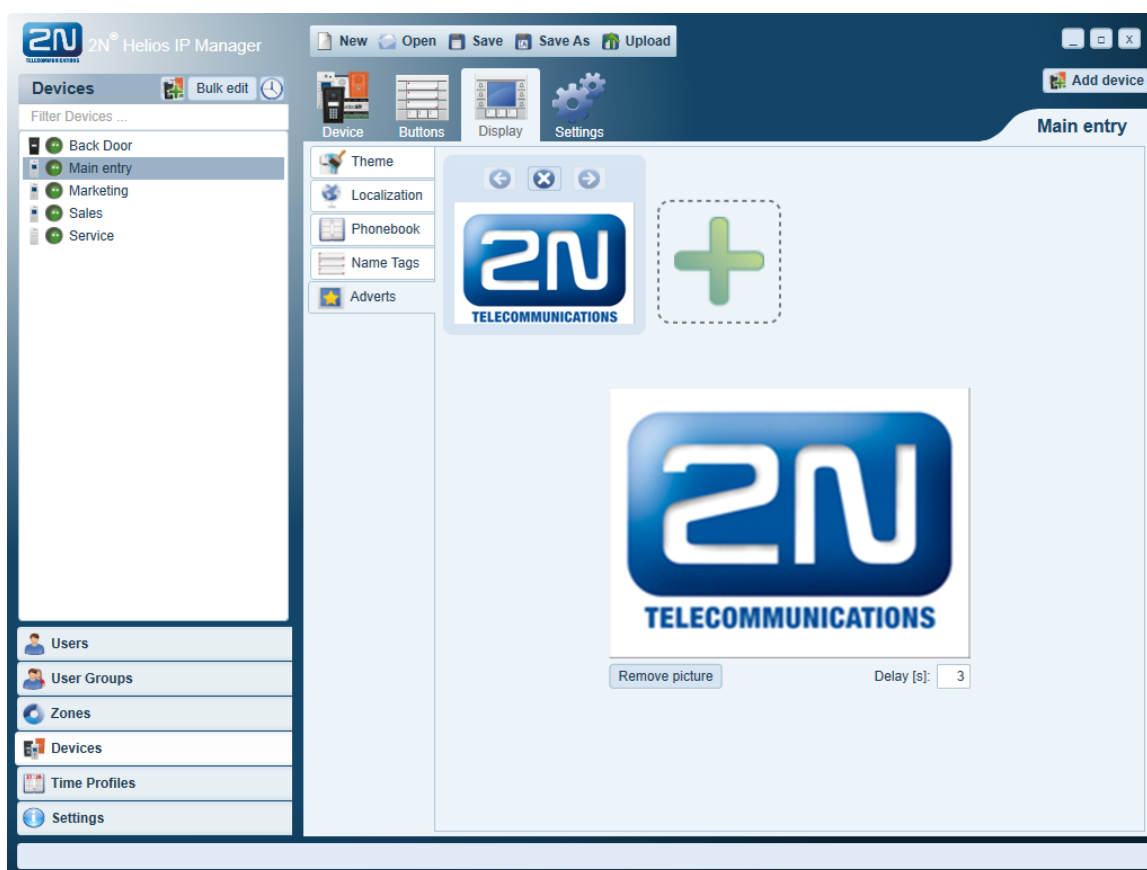 2N
TELECOMMUNICATIONS
2N® Helios IP Manager
New Open Save Save As Upload
_ □ X
Devices Bulk edit
Add device
Filter Devices ...
Device Buttons Display Settings
Main entry
Back Door
Main entry
Marketing
Sales
Service
Theme
Localization
Phonebook
Name Tags
Adverts
2N
TELECOMMUNICATIONS
2N
TELECOMMUNICATIONS
Remove picture Delay [s]: 3
Users
User Groups
Zones
Devices
Time Profiles
Settings